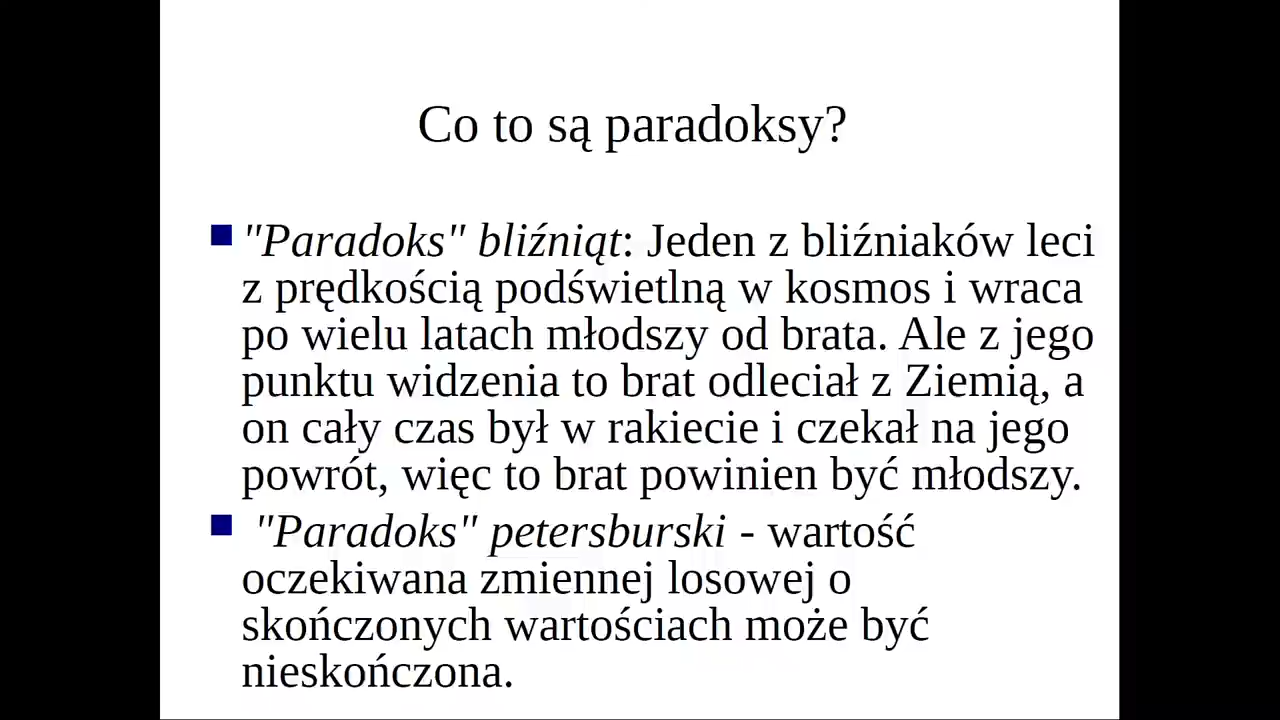 Co to są paradoksy?
"Paradoks" bliźniąt: Jeden z bliźniaków leci
z prędkością podświetlną w kosmos i wraca
po wielu latach młodszy od brata. Ale z jego
punktu widzenia to brat odleciał z Ziemią, a
on cały czas był w rakiecie i czekał na jego
powrót, więc to brat powinien być młodszy.
"Paradoks" petersburski - wartość
oczekiwana zmiennej losowej o
skończonych wartościach może być
nieskończona.